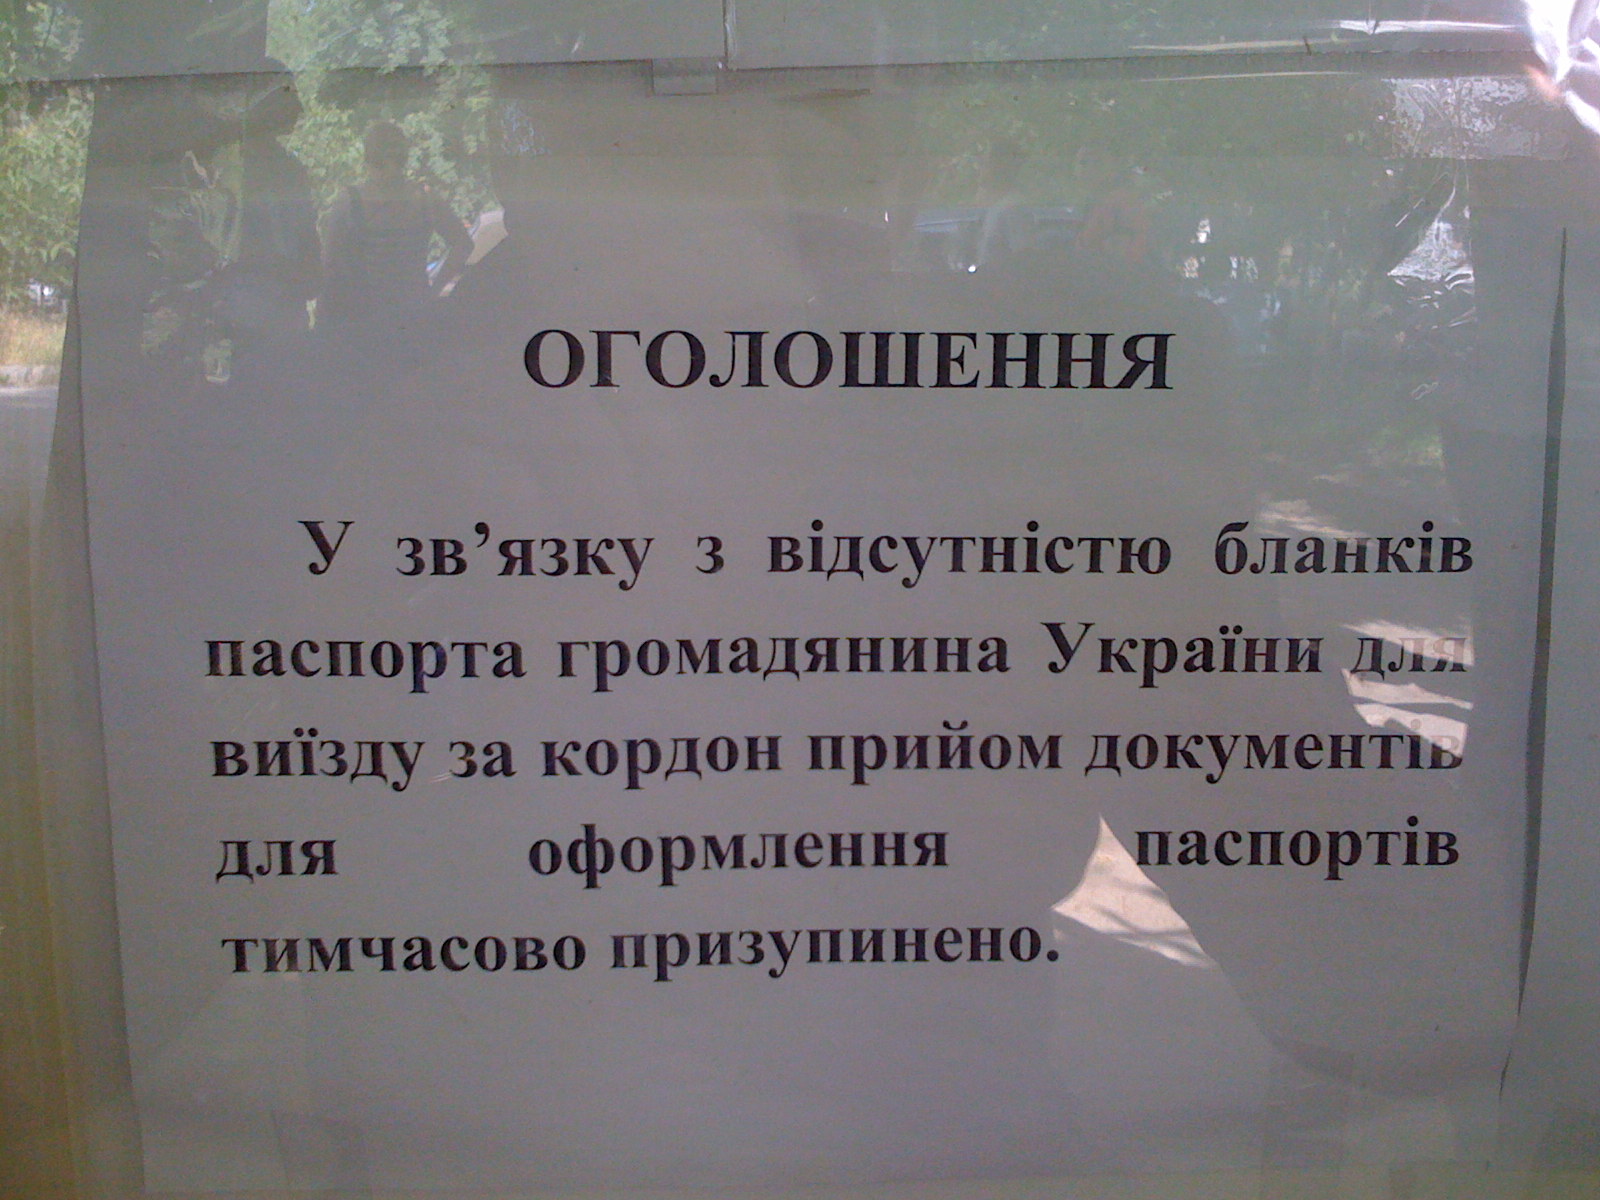 ОГОЛОШЕННЯ
У зв’язку з відсутністю бланків
паспорта громадянина України для
виїзду за кордон прийом документів
для оформлення паспортів
тимчасово призупинено.